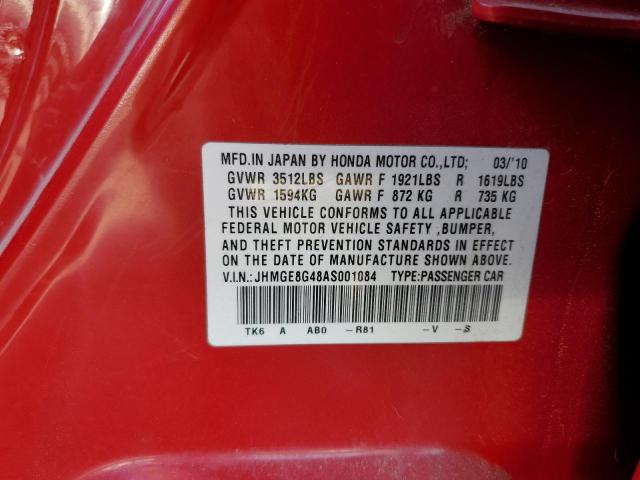 MFD.IN JAPAN BY HONDA MOTOR CO.,LTD; 03/'10
GVWR 3512LBS GAWR F 1921LBS R 1619LBS
GVWR 1594KG GAWR F 872 KG R 735 KG
THIS VEHICLE CONFORMS TO ALL APPLICABLE
FEDERAL MOTOR VEHICLE SAFETY ,BUMPER,
AND THEFT PREVENTION STANDARDS IN EFFECT
ON THE DATE OF MANUFACTURE SHOWN ABOVE.
V.I.N.: JHMGE8G48AS001084 TYPE:PASSENGER CAR
TK6 A AB0 -R81 -V -S